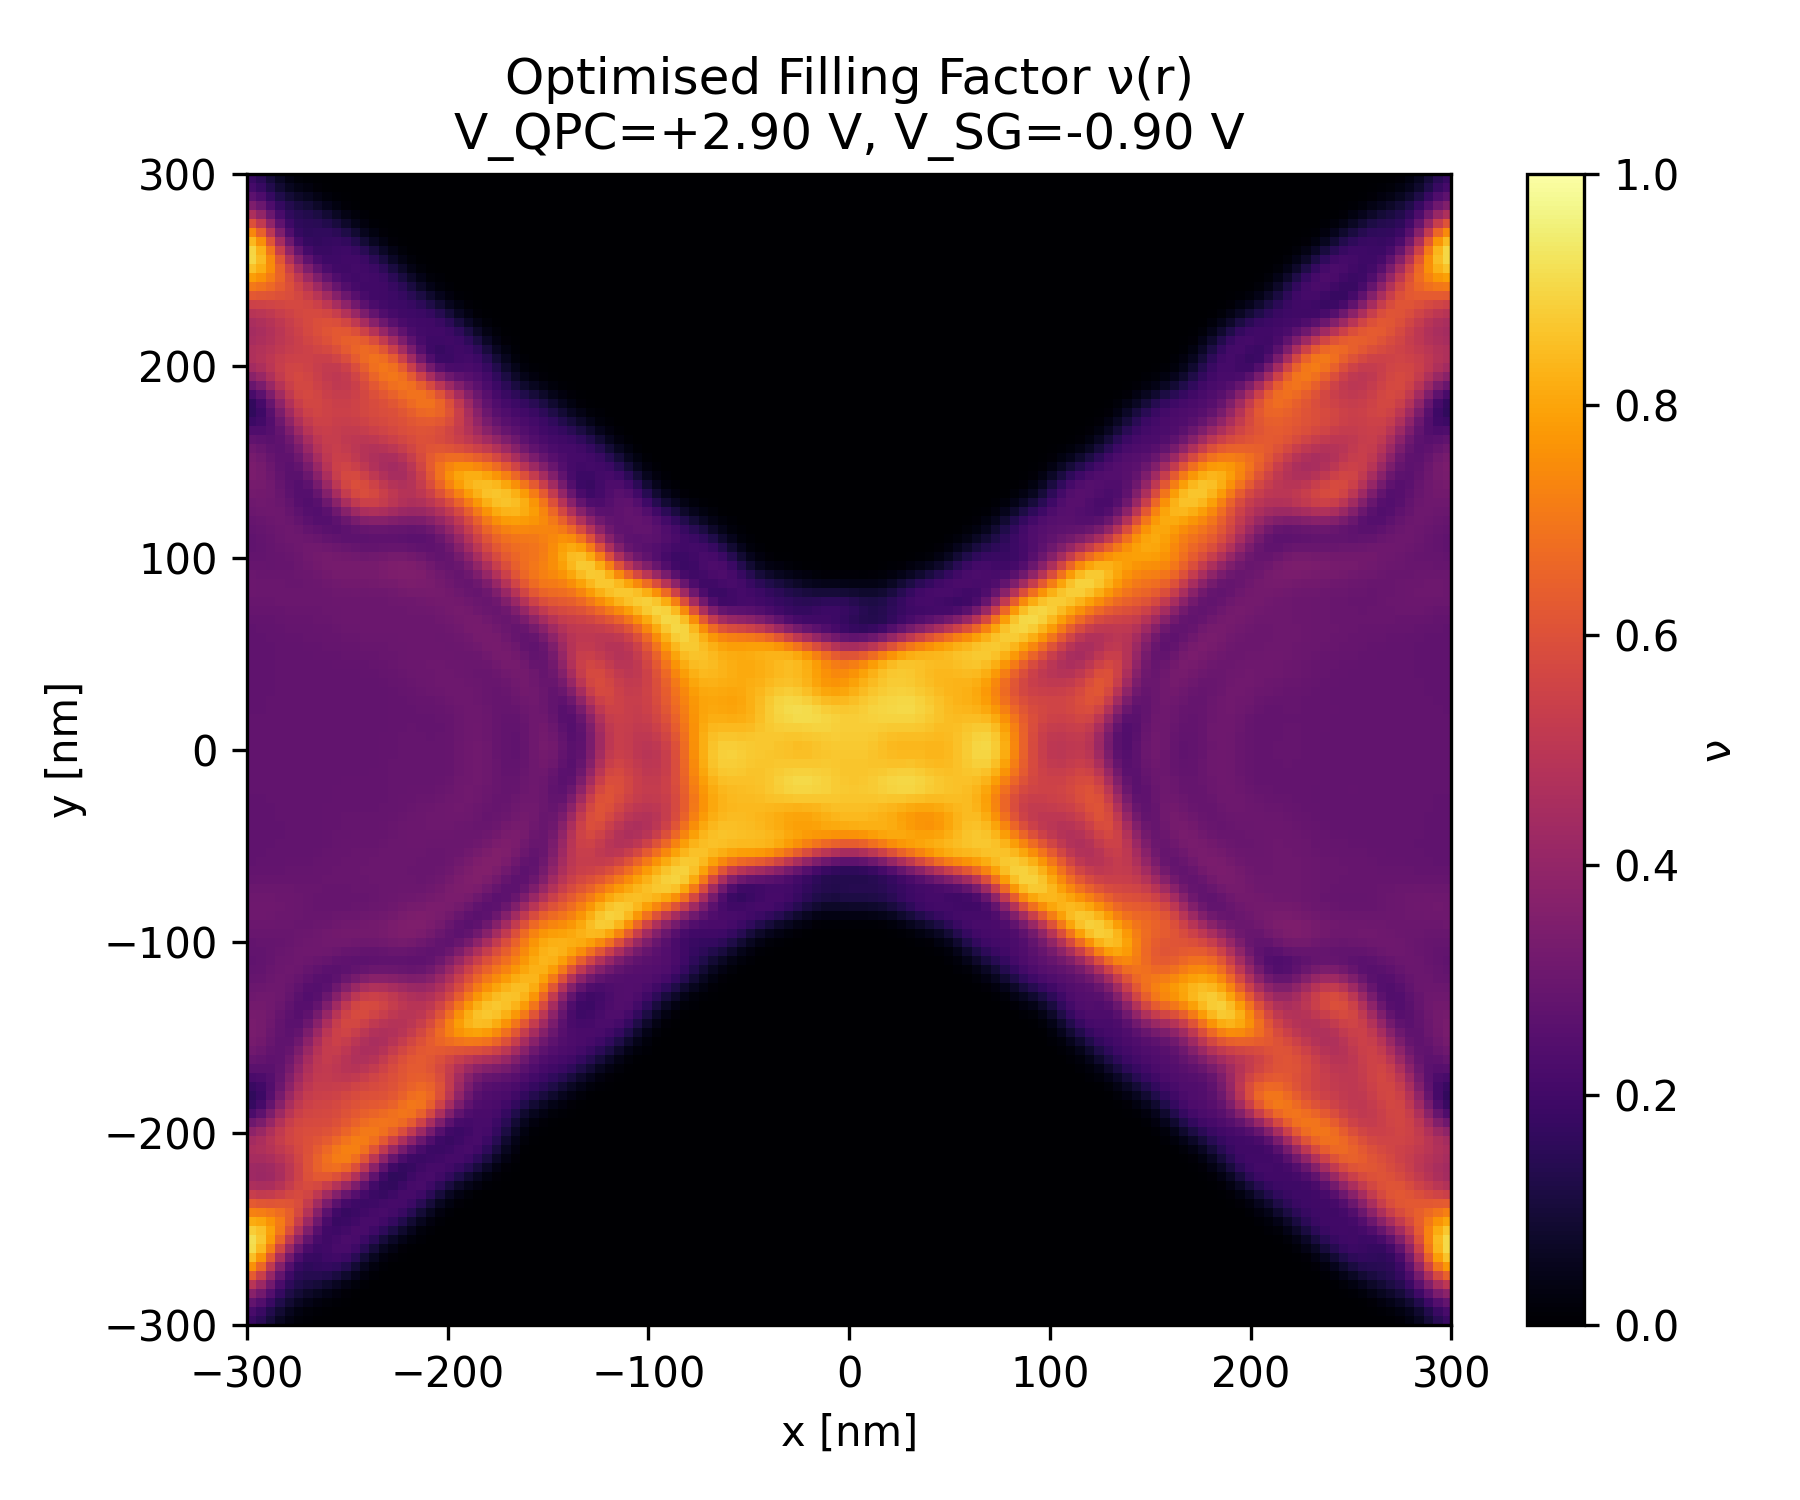 Optimised Filling Factor ν(r)
V_QPC=+2.90 V, V_SG=-0.90 V
300
200
100
0
−100
−200
−300
y [nm]
−300 −200 −100 0 100 200 300
x [nm]
1.0
0.8
0.6
0.4
0.2
0.0
ν